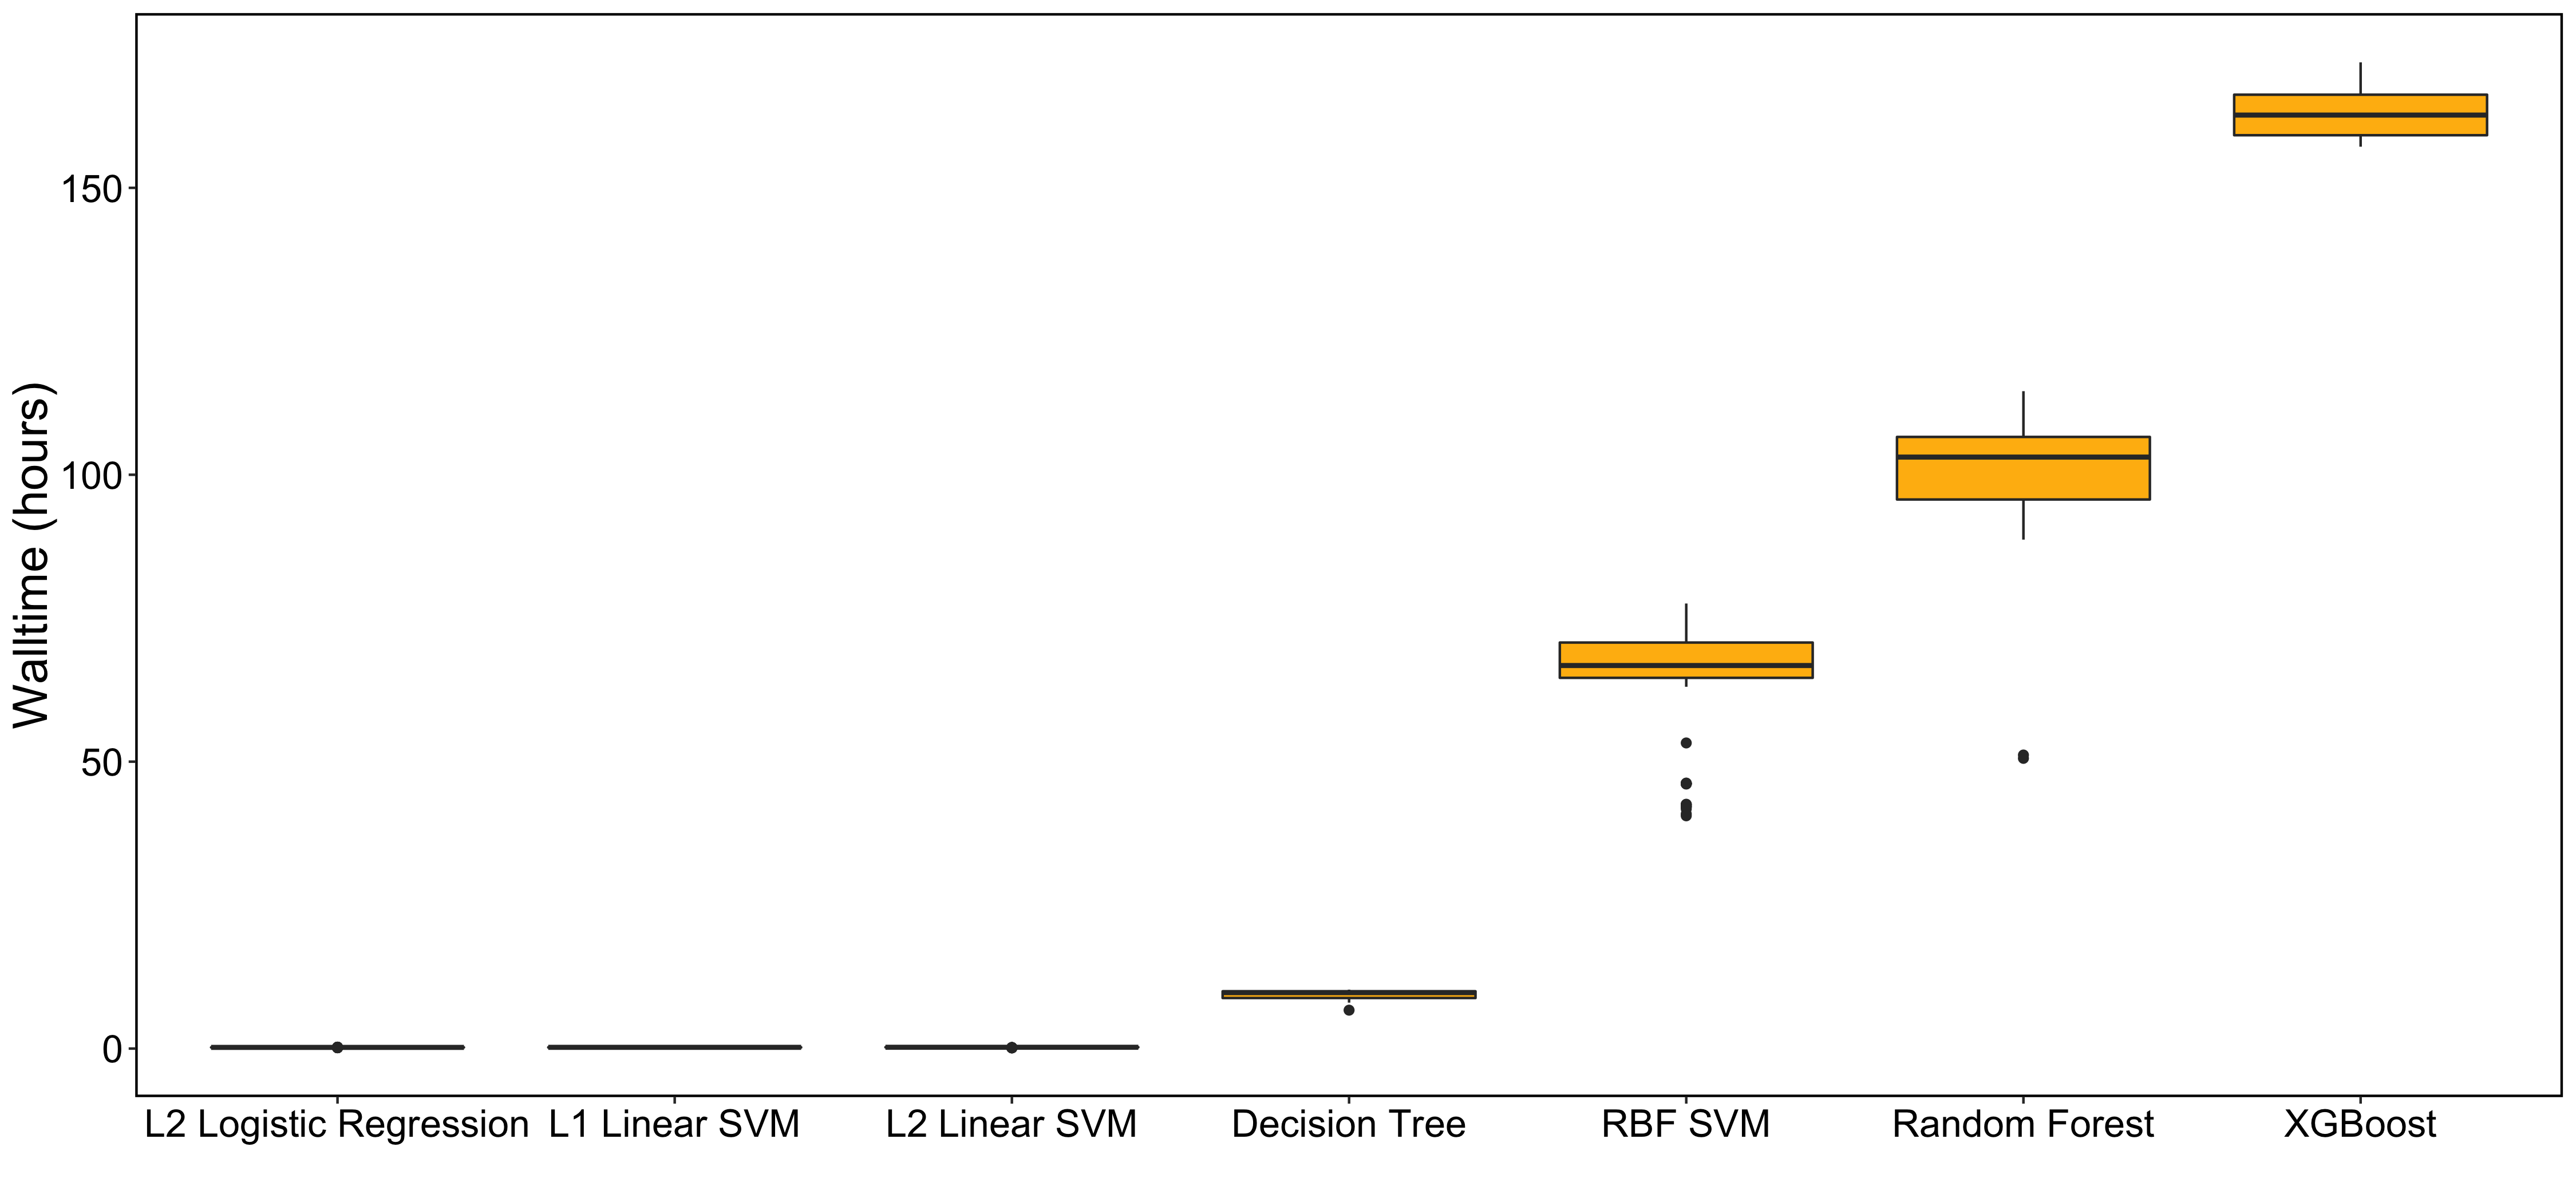 Walltime (hours)
150
100
50
0
L2 Logistic Regression
L1 Linear SVM
L2 Linear SVM
Decision Tree
RBF SVM
Random Forest
XGBoost